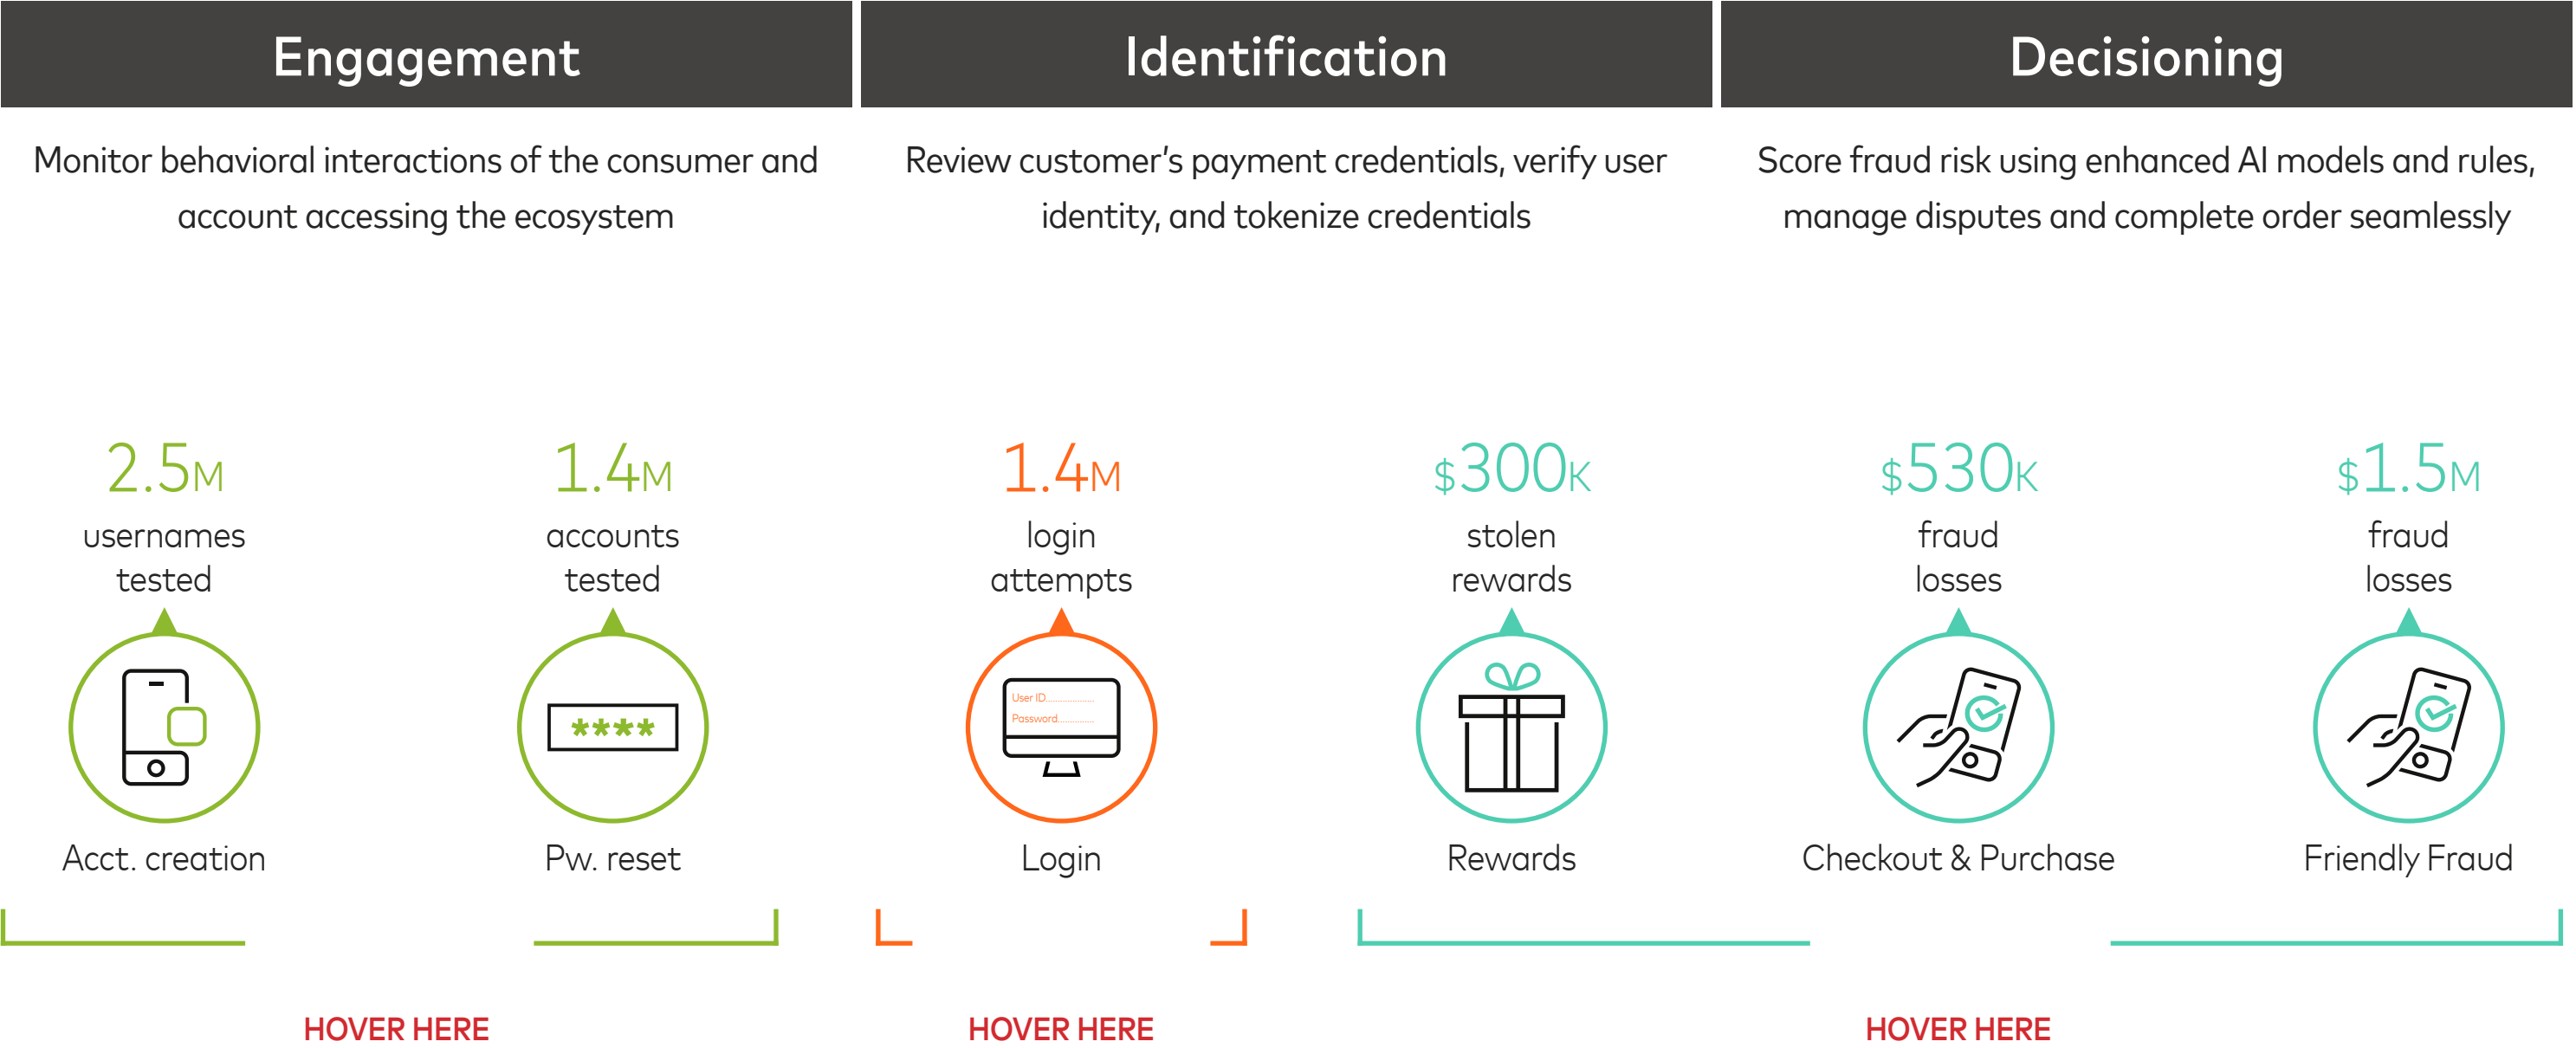 Engagement
Monitor behavioral interactions of the consumer and
account accessing the ecosystem
Identification
Review customer’s payment credentials, verify user
identity, and tokenize credentials
Decisioning
Score fraud risk using enhanced AI models and rules,
manage disputes and complete order seamlessly
2.5M
usernames
tested
Acct. creation
1.4M
accounts
tested
****
Pw. reset
1.4M
login
attempts
User ID....................
Password...............
Login
$300K
stolen
rewards
Rewards
$530K
fraud
losses
Checkout & Purchase
$1.5M
fraud
losses
Friendly Fraud
HOVER HERE
HOVER HERE
HOVER HERE